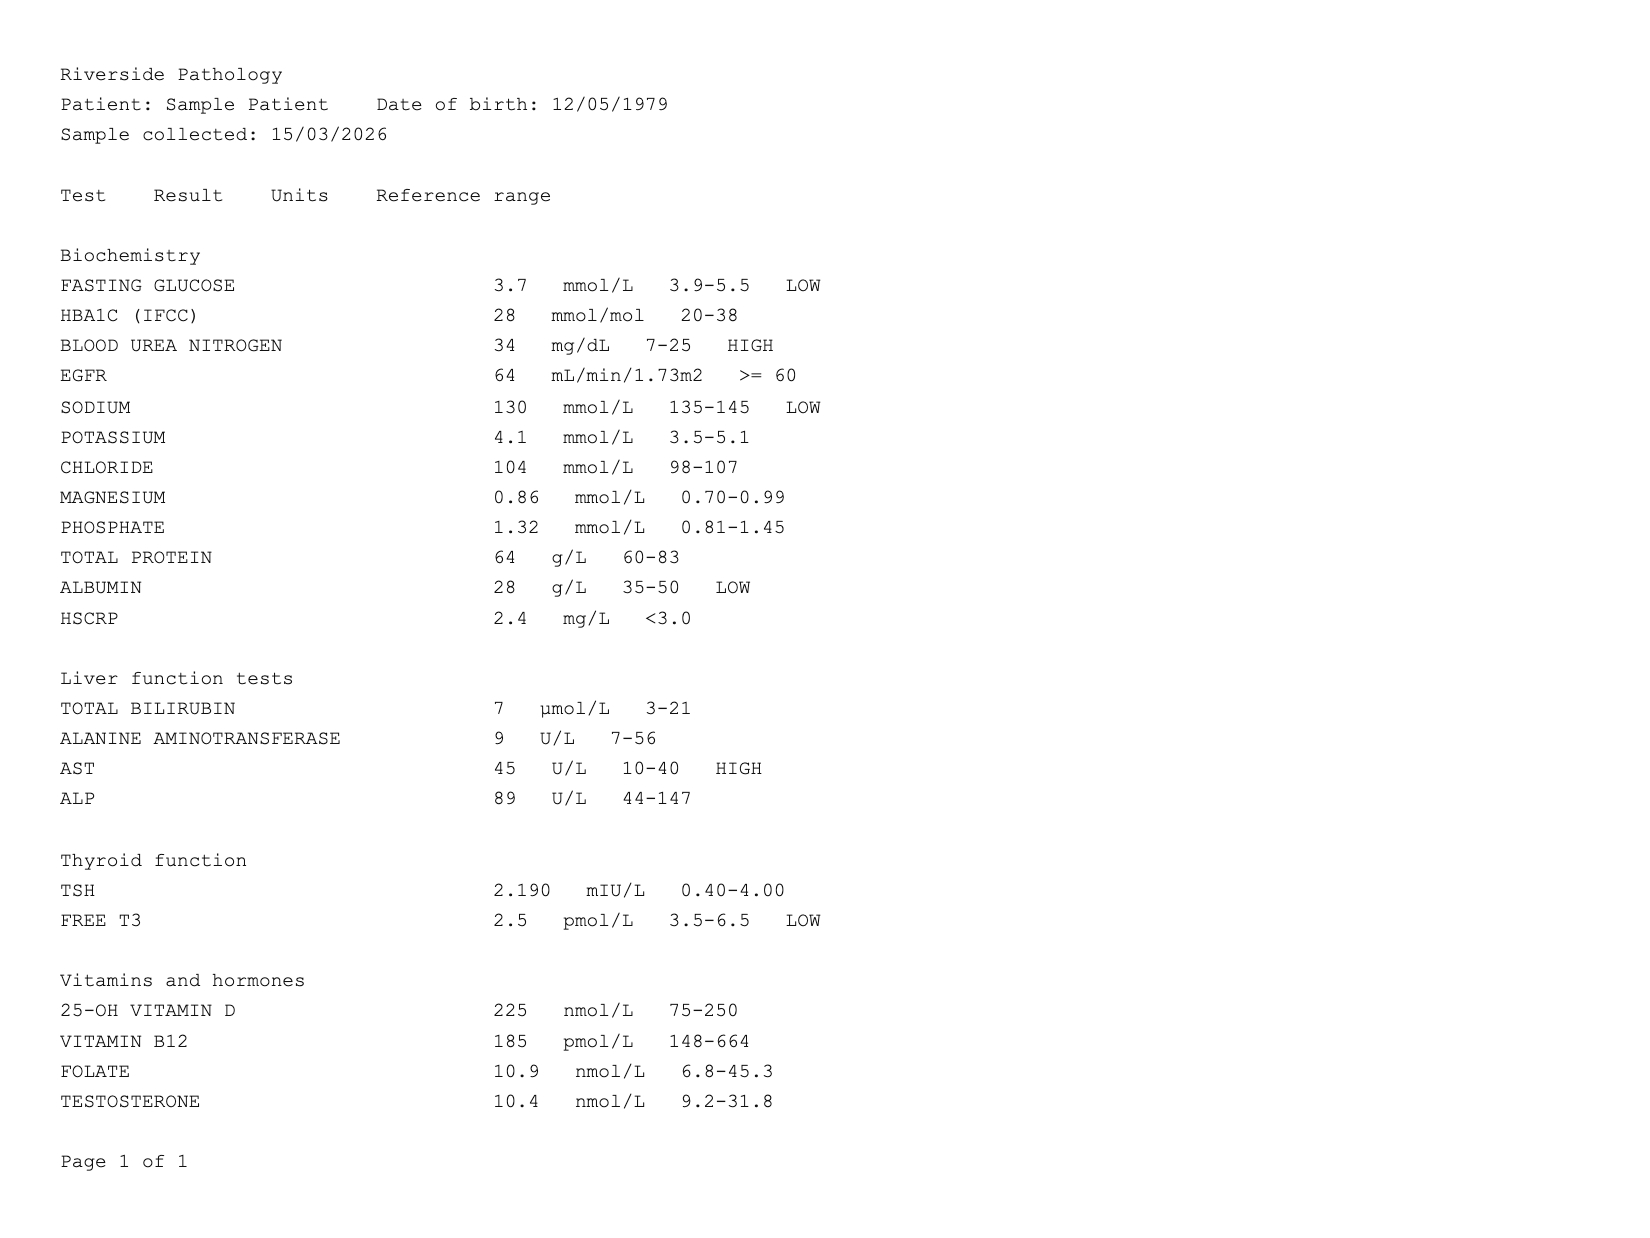 Riverside Pathology
Patient: Sample Patient    Date of birth: 12/05/1979
Sample collected: 15/03/2026

Test    Result    Units    Reference range

Biochemistry
FASTING GLUCOSE    3.7   mmol/L   3.9-5.5   LOW
HBA1C (IFCC)    28   mmol/mol   20-38
BLOOD UREA NITROGEN    34   mg/dL   7-25   HIGH
EGFR    64   mL/min/1.73m2   >= 60
SODIUM    130   mmol/L   135-145   LOW
POTASSIUM    4.1   mmol/L   3.5-5.1
CHLORIDE    104   mmol/L   98-107
MAGNESIUM    0.86   mmol/L   0.70-0.99
PHOSPHATE    1.32   mmol/L   0.81-1.45
TOTAL PROTEIN    64   g/L   60-83
ALBUMIN    28   g/L   35-50   LOW
HSCRP    2.4   mg/L   <3.0

Liver function tests
TOTAL BILIRUBIN    7   µmol/L   3-21
ALANINE AMINOTRANSFERASE    9   U/L   7-56
AST    45   U/L   10-40   HIGH
ALP    89   U/L   44-147

Thyroid function
TSH    2.190   mIU/L   0.40-4.00
FREE T3    2.5   pmol/L   3.5-6.5   LOW

Vitamins and hormones
25-OH VITAMIN D    225   nmol/L   75-250
VITAMIN B12    185   pmol/L   148-664
FOLATE    10.9   nmol/L   6.8-45.3
TESTOSTERONE    10.4   nmol/L   9.2-31.8

Page 1 of 1